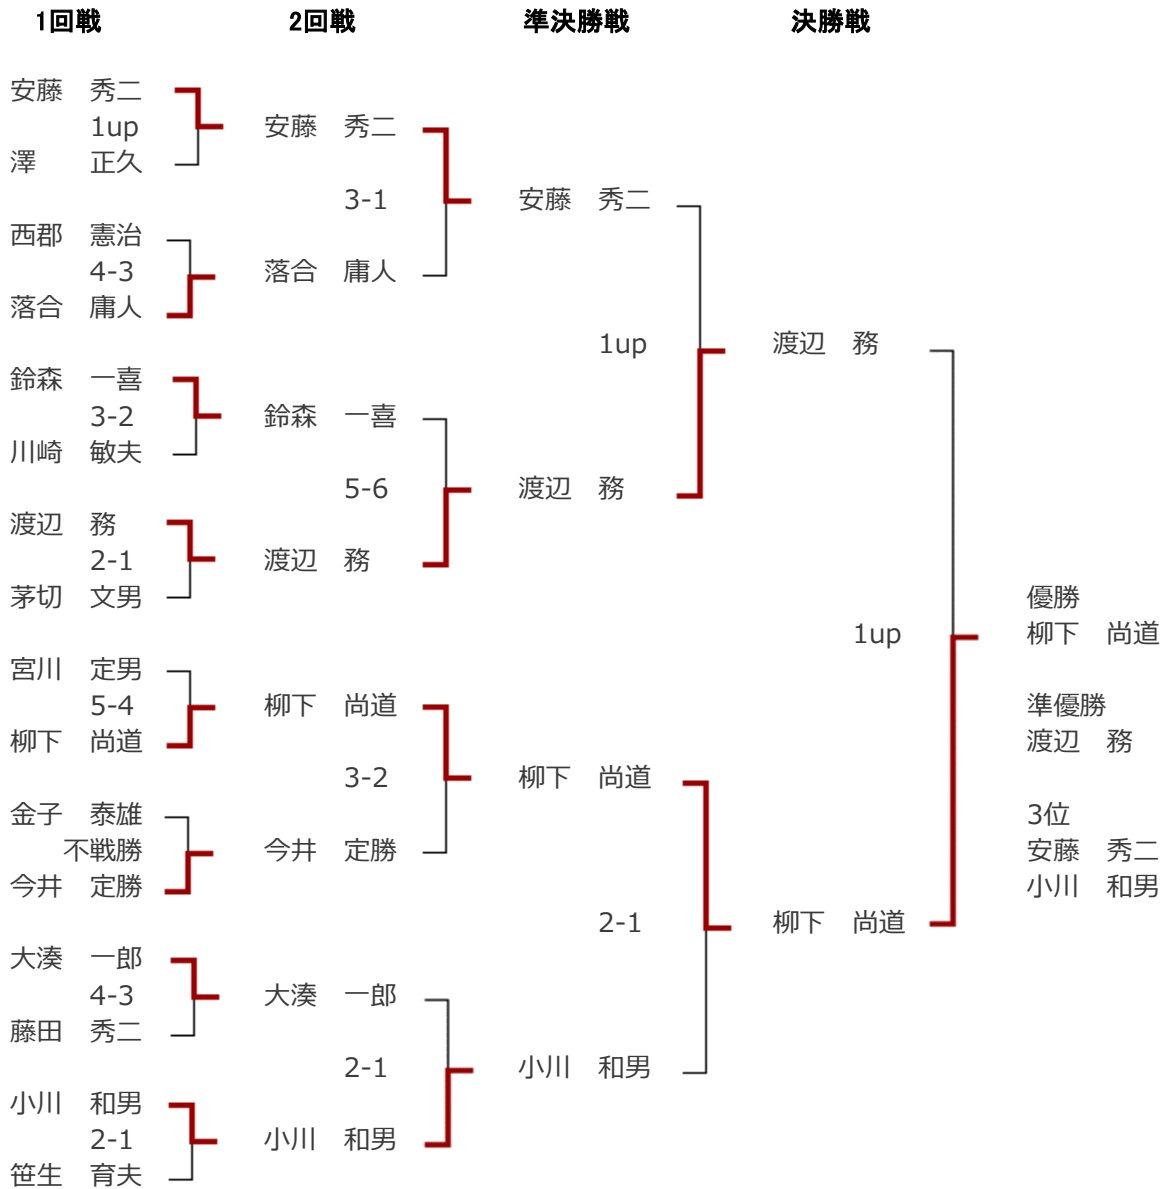 1回戦
2回戦
準決勝戦
決勝戦
安藤　秀二
1up
澤　　正久
西郡　憲治
4-3
落合　庸人
鈴森　一喜
3-2
川崎　敏夫
渡辺　務
2-1
茅切　文男
宮川　定男
5-4
柳下　尚道
金子　泰雄
不戦勝
今井　定勝
大湊　一郎
4-3
藤田　秀二
小川　和男
2-1
笹生　育夫
安藤　秀二
3-1
落合　庸人
鈴森　一喜
5-6
渡辺　務
柳下　尚道
3-2
今井　定勝
大湊　一郎
2-1
小川　和男
安藤　秀二
1up
渡辺　務
柳下　尚道
2-1
小川　和男
渡辺　務
1up
柳下　尚道
優勝
柳下　尚道
準優勝
渡辺　務
3位
安藤　秀二
小川　和男